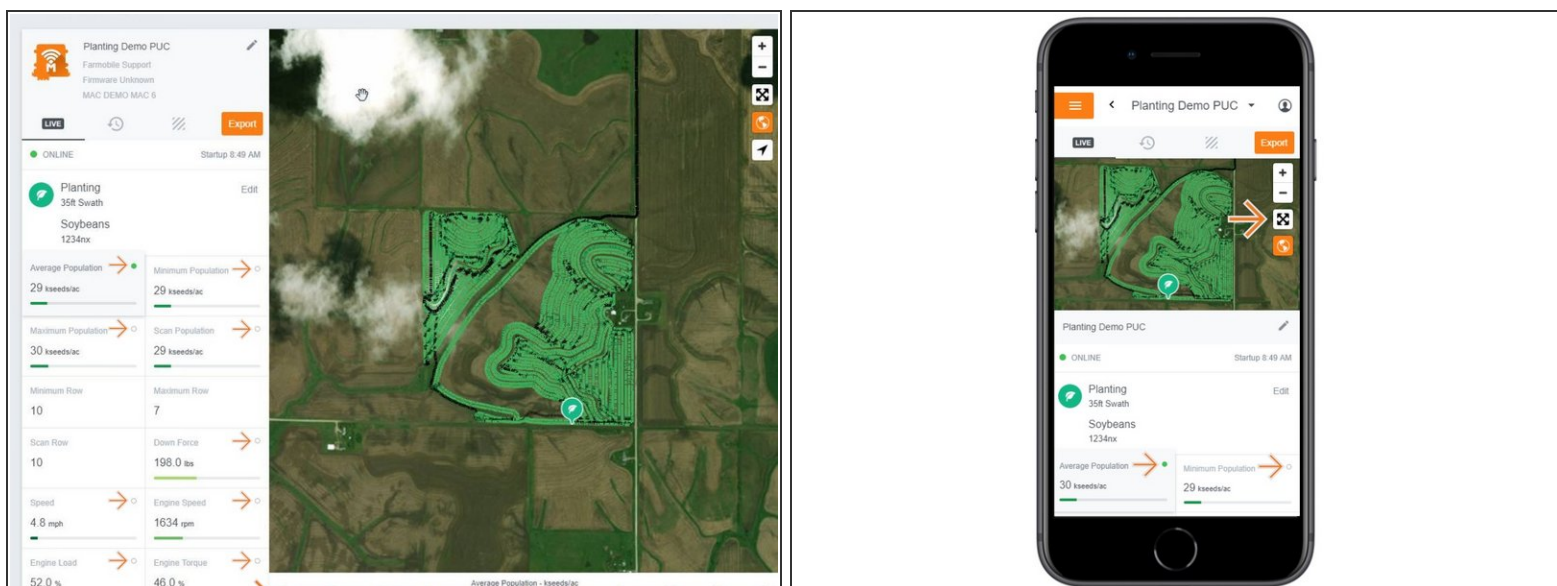 Planting Demo PUC
Farmobile Support
Firmware Unknown
MAC DEMO MAC 6
LIVE
Export
ONLINE Startup 8:49 AM
Planting Edit
35ft Swath
Soybeans
1234nx
Average Population Minimum Population
29 kseeds/ac 29 kseeds/ac
Maximum Population Scan Population
30 kseeds/ac 29 kseeds/ac
Minimum Row Maximum Row
10 7
Scan Row Down Force
10 198.0 lbs
Speed Engine Speed
4.8 mph 1634 rpm
Engine Load Engine Torque
52.0 % 46.0 %
+
−
Average Population - kseeds/ac
Planting Demo PUC
LIVE Export
+
−
Planting Demo PUC
ONLINE Startup 8:49 AM
Planting Edit
35ft Swath
Soybeans
1234nx
Average Population Minimum Population
30 kseeds/ac 29 kseeds/ac